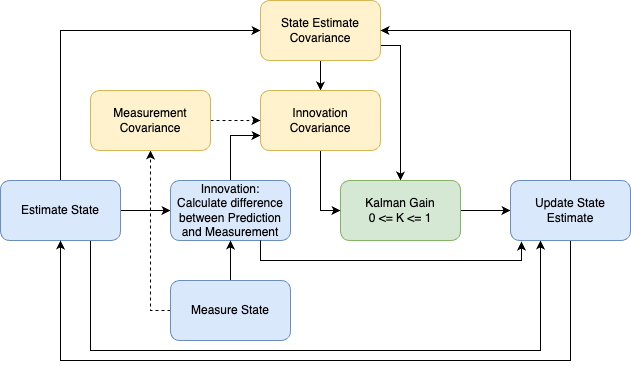 State Estimate
Covariance
Measurement
Covariance
Innovation
Covariance
Estimate State
Innovation:
Calculate difference
between Prediction
and Measurement
Kalman Gain
0 <= K <= 1
Update State
Estimate
Measure State